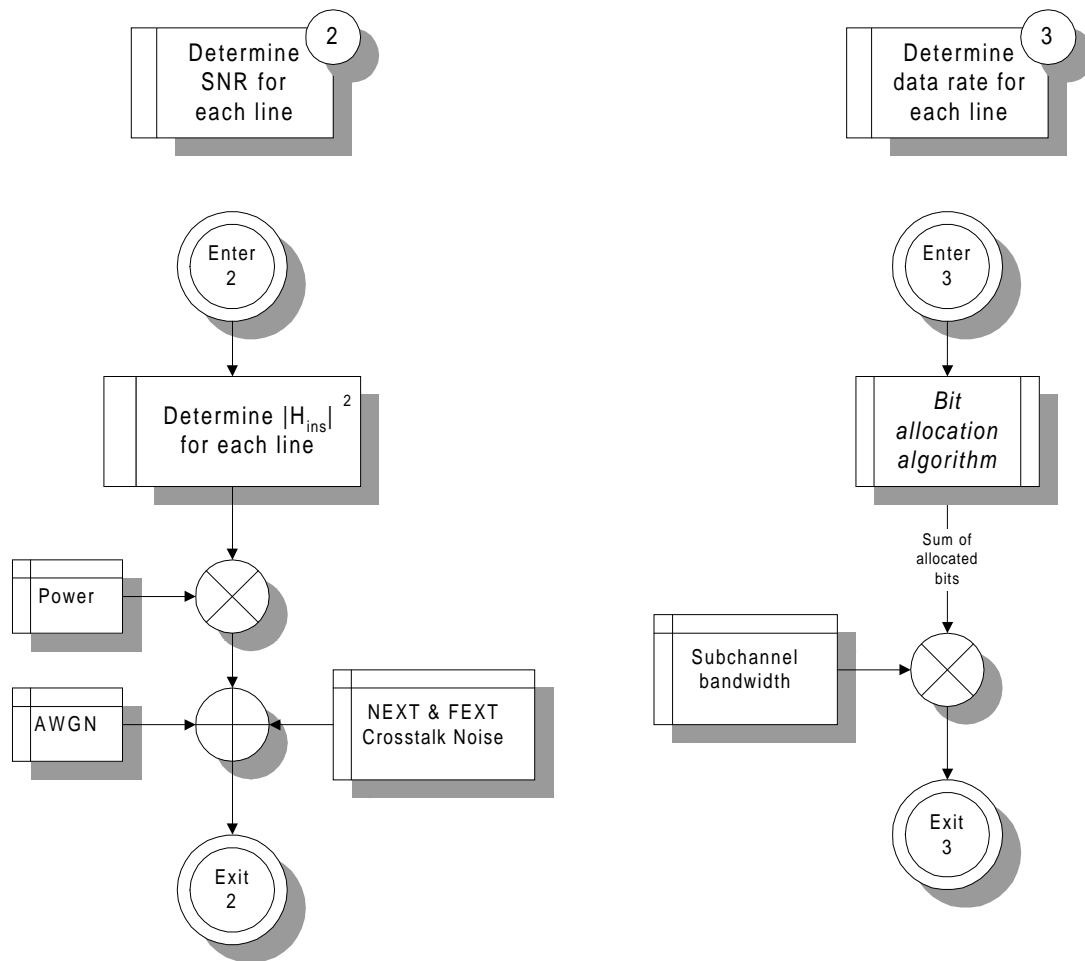 2
Determine
SNR for
each line
Enter
2
Determine |H_ins|²
for each line
Power
AWGN
NEXT & FEXT
Crosstalk Noise
Exit
2
3
Determine
data rate for
each line
Enter
3
Bit
allocation
algorithm
Sum of
allocated
bits
Subchannel
bandwidth
Exit
3